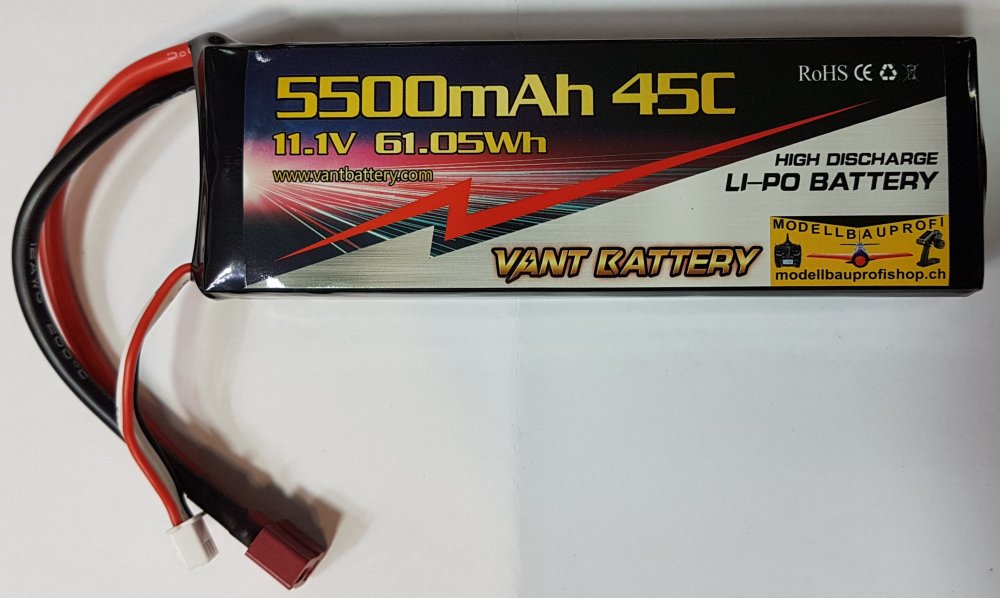 5500mAh 45C
11.1V 61.05Wh
www.vantbattery.com
RoHS CE
HIGH DISCHARGE
LI-PO BATTERY
VANT BATTERY
MODELLBAUPROFI
modellbauprofishop.ch